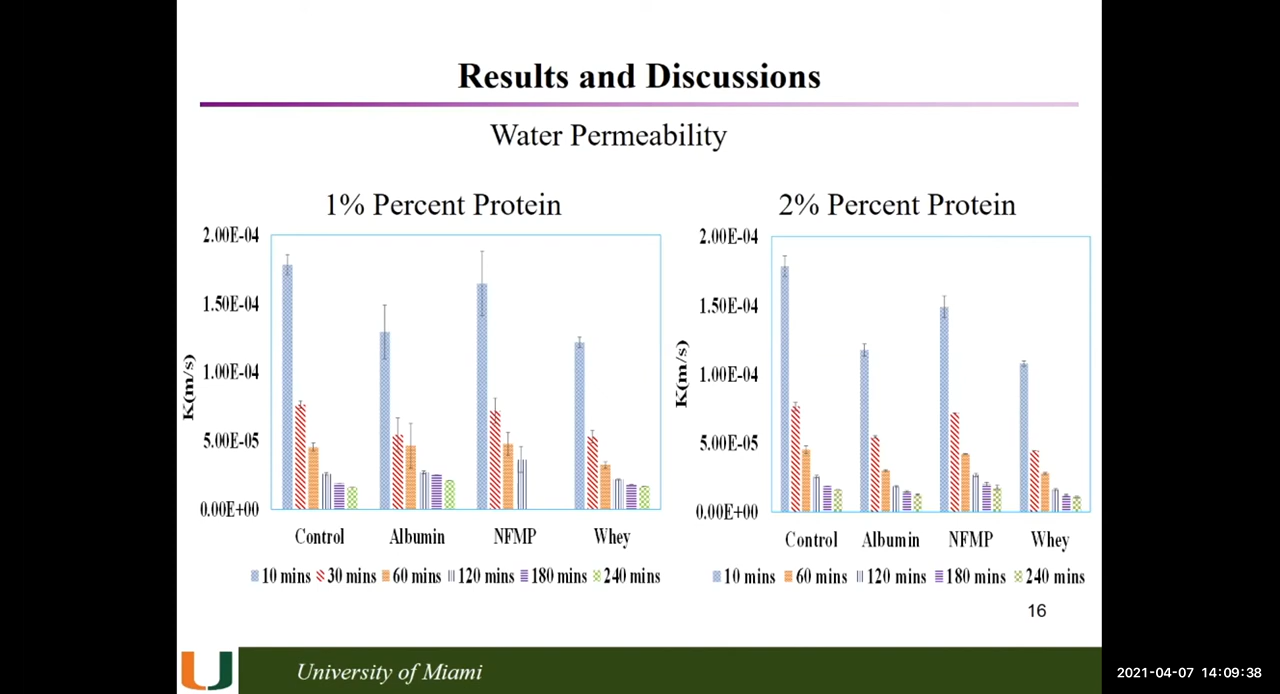 Results and Discussions
Water Permeability
1% Percent Protein
2.00E-04
1.50E-04
1.00E-04
5.00E-05
0.00E+00
K(m/s)
Control Albumin NFMP Whey
10 mins 30 mins 60 mins 120 mins 180 mins 240 mins
2% Percent Protein
2.00E-04
1.50E-04
1.00E-04
5.00E-05
0.00E+00
K(m/s)
Control Albumin NFMP Whey
10 mins 60 mins 120 mins 180 mins 240 mins
16
U
University of Miami
2021-04-07 14:09:38